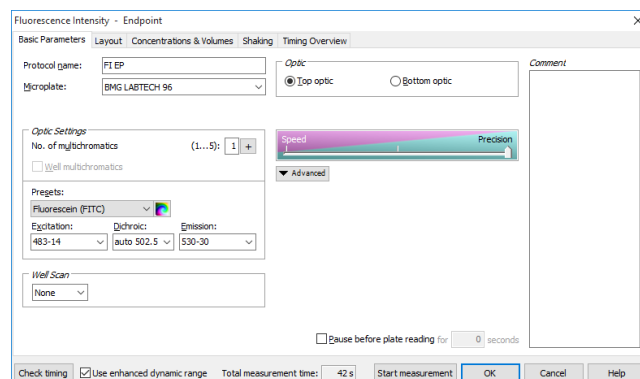 Fluorescence Intensity - Endpoint
Basic Parameters Layout Concentrations & Volumes Shaking Timing Overview
Protocol name: FI EP
Microplate: BMG LABTECH 96
Optic
Top optic Bottom optic
Comment
Optic Settings
No. of multichromatics (1...5): 1 +
Well multichromatics
Speed Precision
Advanced
Presets:
Fluorescein (FITC)
Excitation: Dichroic: Emission:
483-14 auto 502.5 530-30
Well Scan
None
Pause before plate reading for 0 seconds
Check timing Use enhanced dynamic range Total measurement time: 42 s Start measurement OK Cancel Help